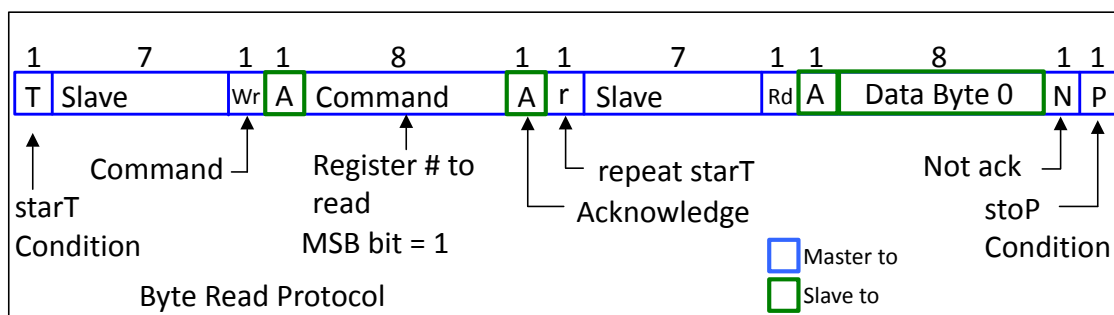 1 7 1 1 8 1 1 7 1 1 8 1 1
T Slave Wr A Command A r Slave Rd A Data Byte 0 N P
Command
Register # to
read
MSB bit = 1
repeat starT
Acknowledge
Not ack
starT
Condition
stoP
Condition
Master to
Slave to
Byte Read Protocol